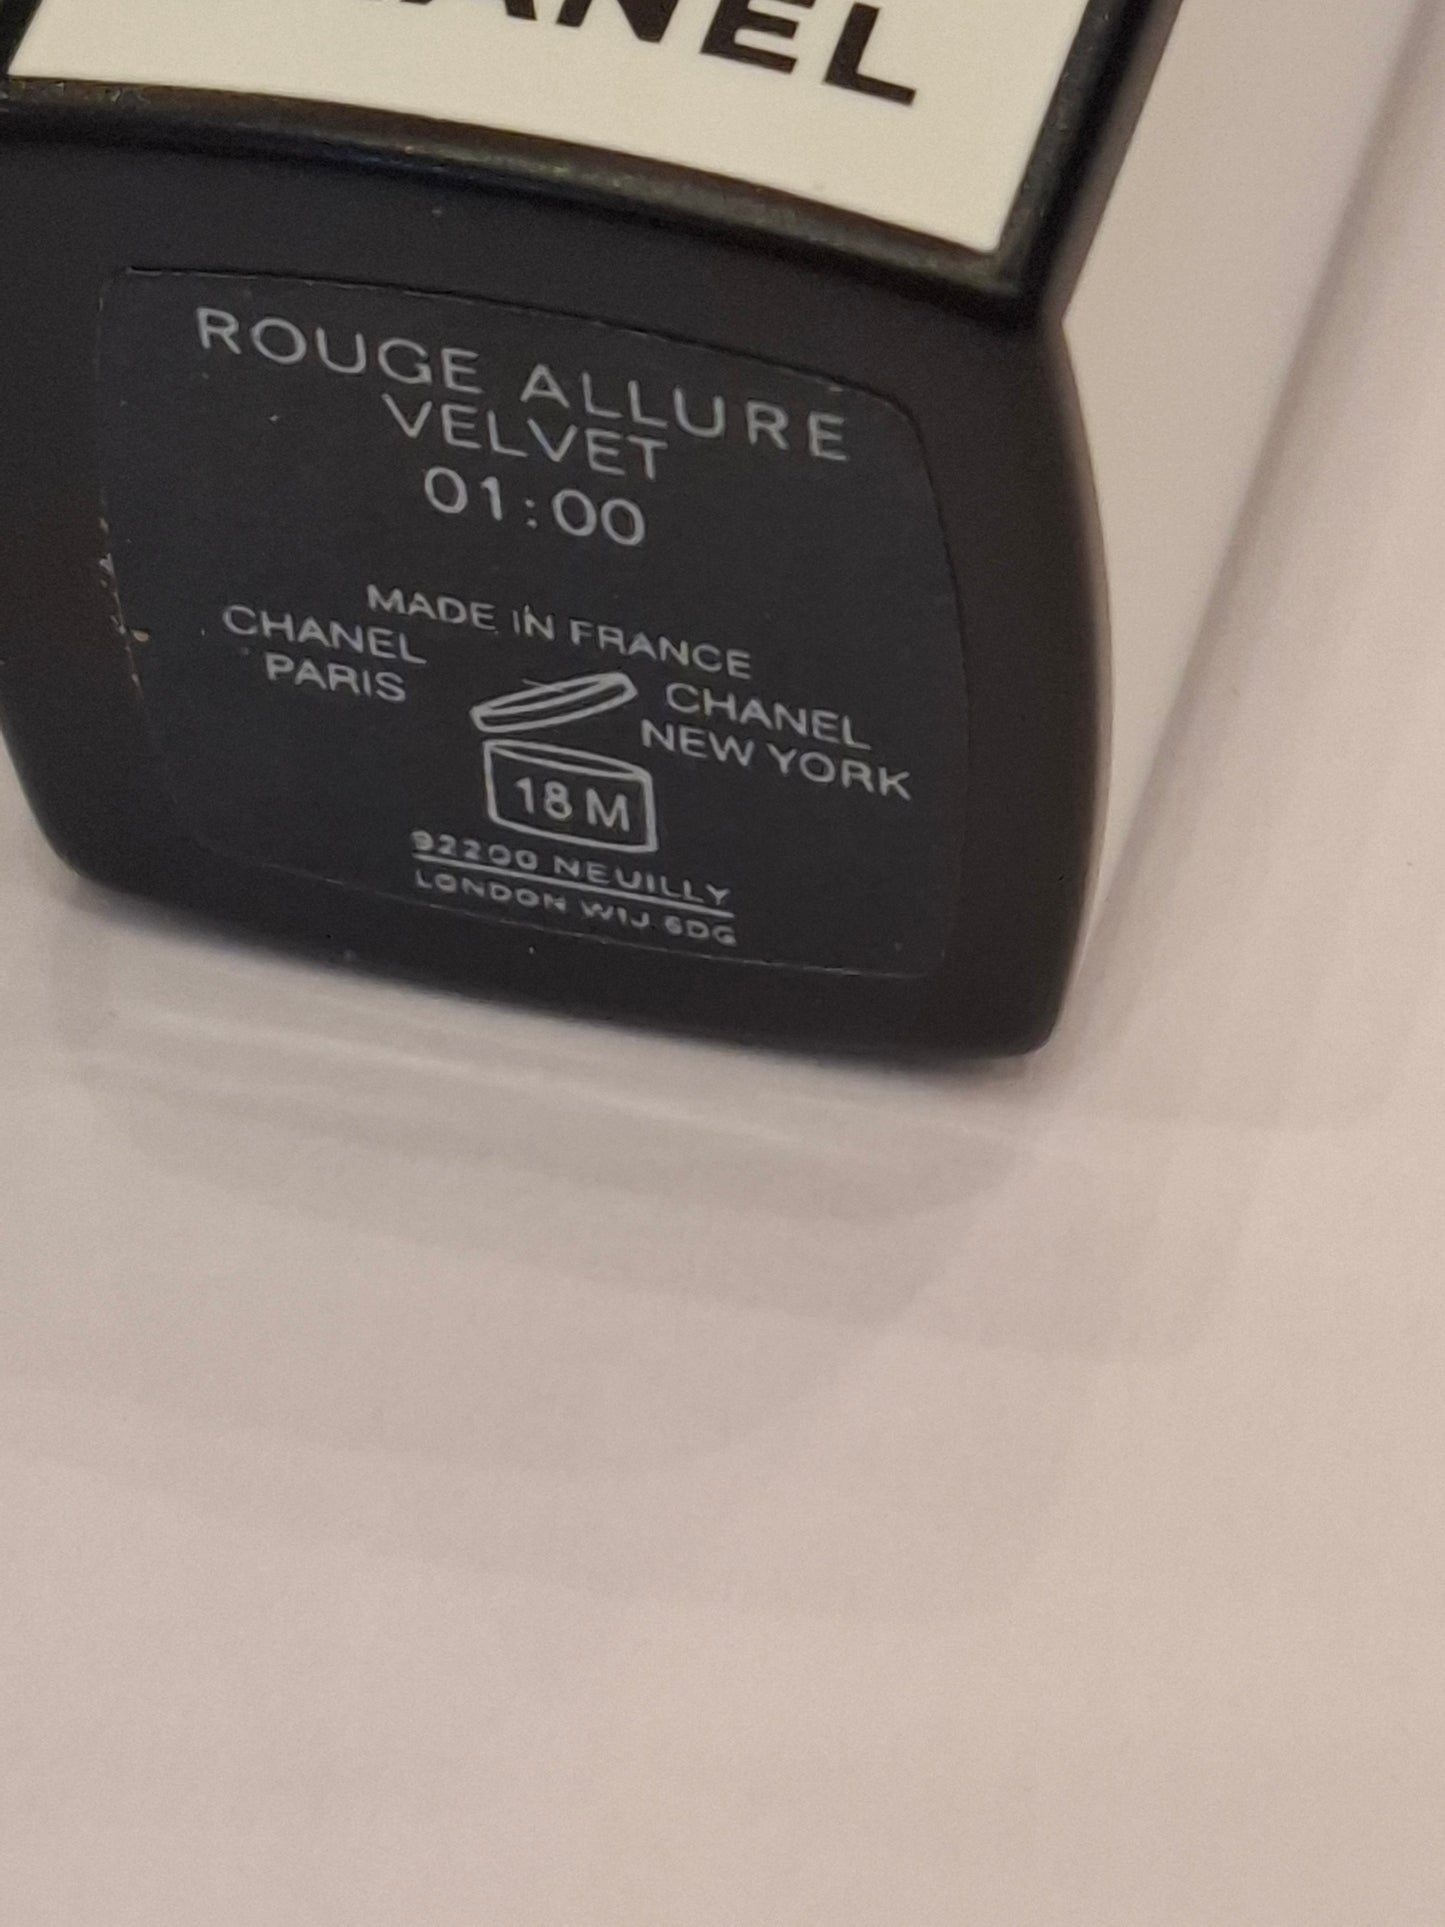 ANEL
ROUGE ALLURE
VELVET
01:00
MADE IN FRANCE
CHANEL
PARIS
CHANEL
NEW YORK
18 M
92200 NEUILLY
LONDON W1J 6DG